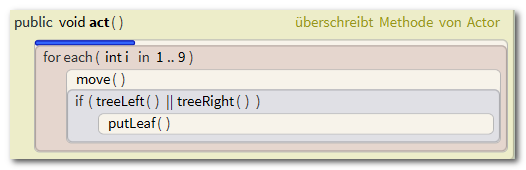 public void act () überschreibt Methode von Actor
for each ( int i in 1 .. 9 )
move ()
if ( treeLeft () || treeRight () )
putLeaf ()